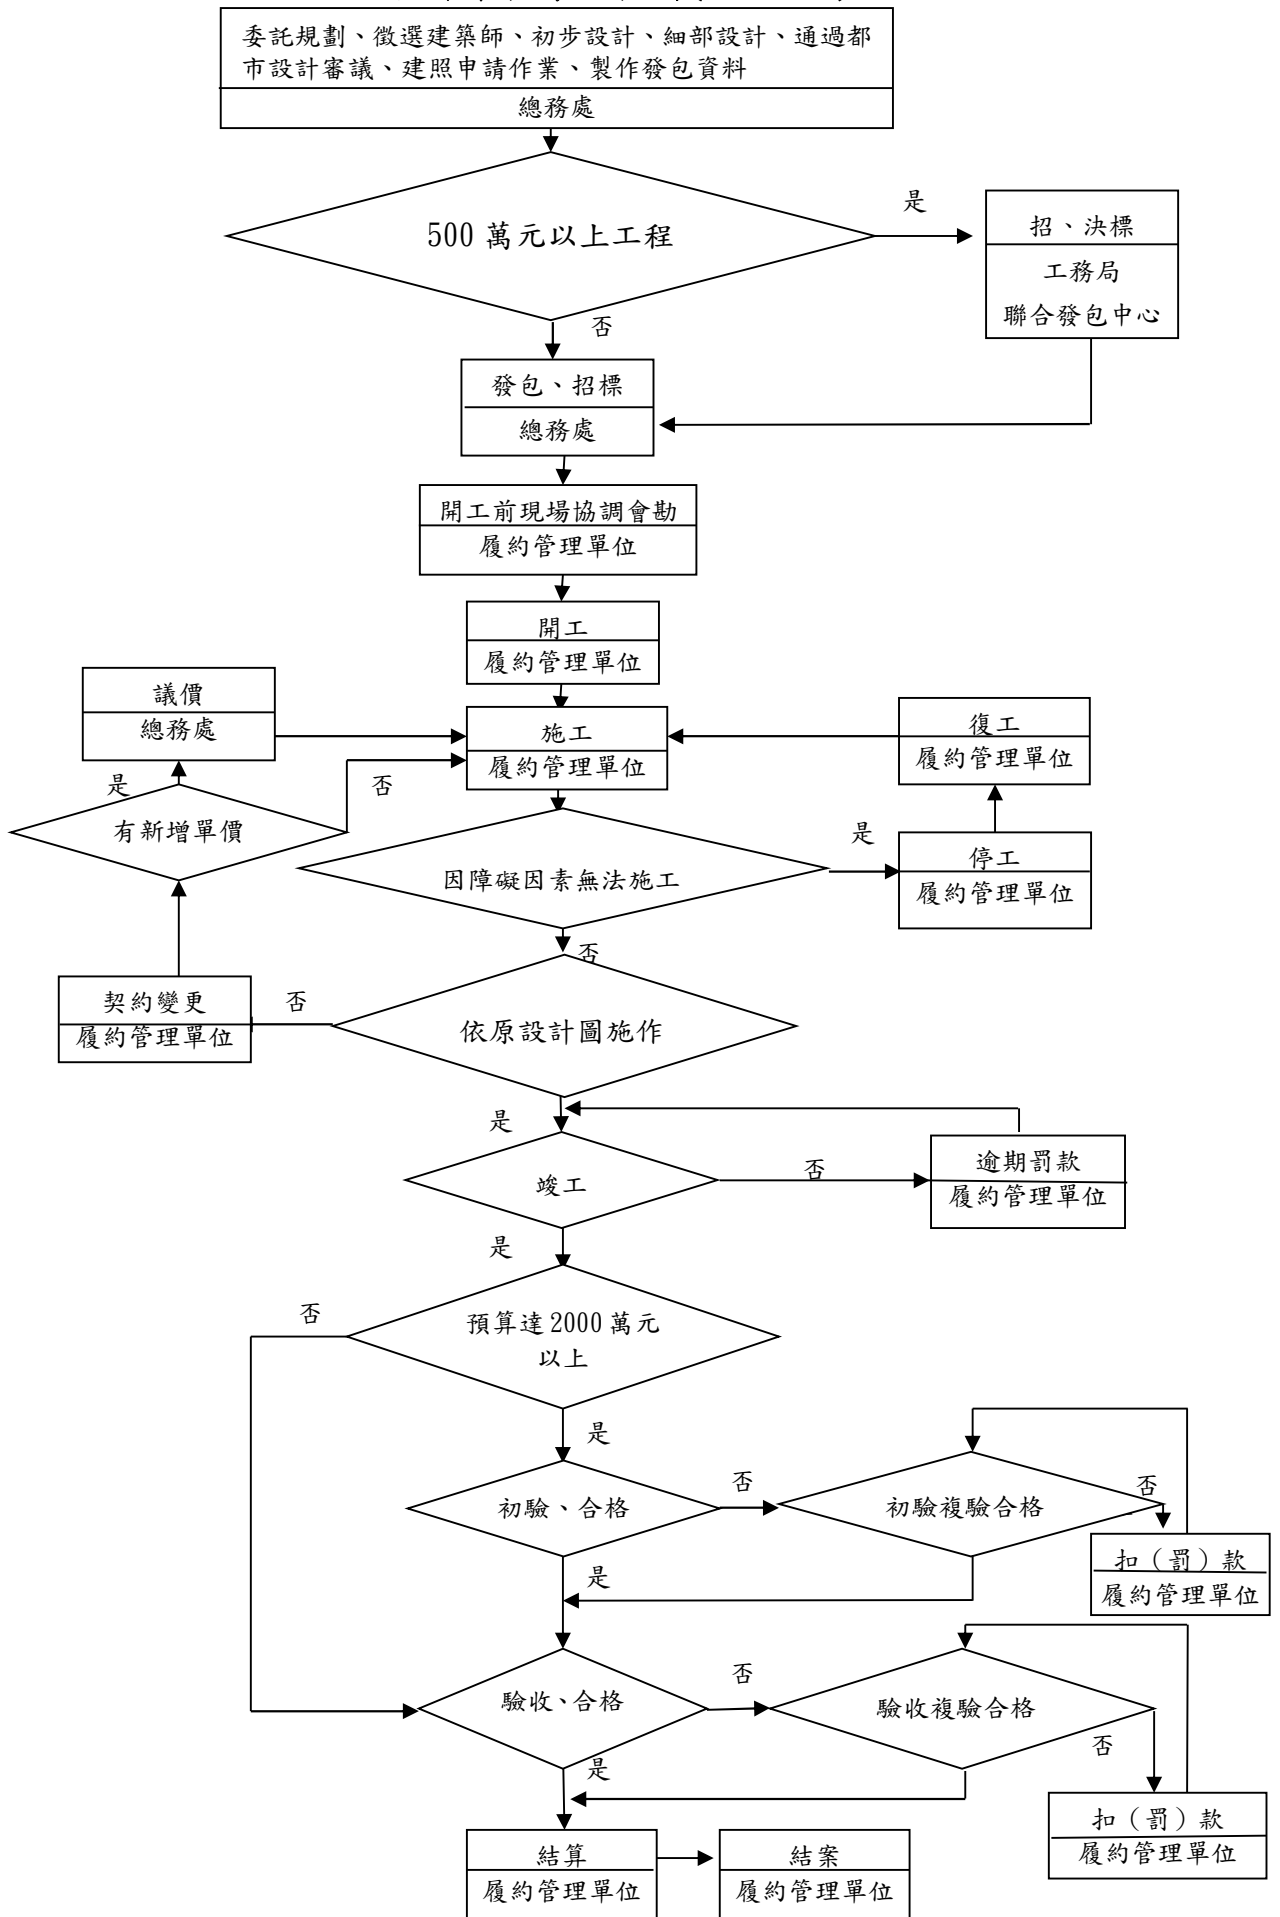 委託規劃、徵選建築師、初步設計、細部設計、通過都
市設計審議、建照申請作業、製作發包資料
總務處
500 萬元以上工程
是
招、決標
工務局
聯合發包中心
否
發包、招標
總務處
開工前現場協調會勘
履約管理單位
開工
履約管理單位
議價
總務處
施工
履約管理單位
復工
履約管理單位
是
否
有新增單價
因障礙因素無法施工
是
停工
履約管理單位
否
契約變更
履約管理單位
否
依原設計圖施作
是
竣工
否
逾期罰款
履約管理單位
是
否
預算達 2000 萬元
以上
是
初驗、合格
否
初驗複驗合格
否
扣（罰）款
履約管理單位
是
驗收、合格
否
驗收複驗合格
否
扣（罰）款
履約管理單位
是
結算
履約管理單位
結案
履約管理單位